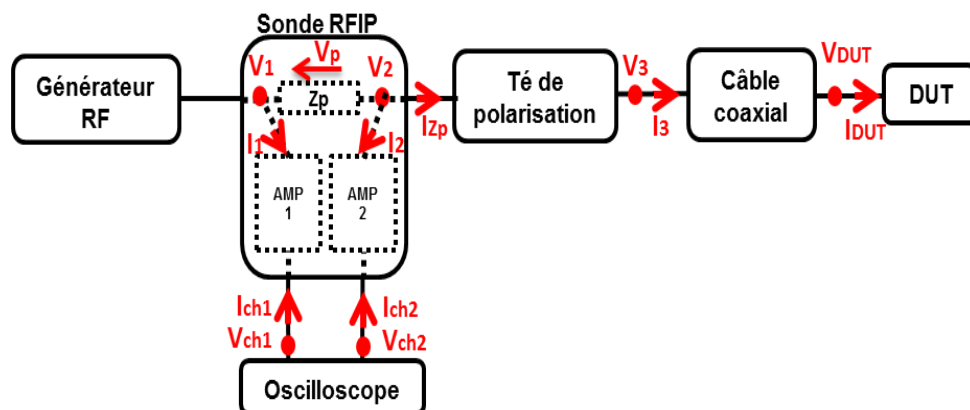 Sonde RFIP
Générateur
RF
V1
Vp
V2
Zp
IZp
Té de
polarisation
V3
I3
Câble
coaxial
VDUT
IDUT
DUT
I1
I2
AMP
1
AMP
2
Ich1
Ich2
Vch1
Vch2
Oscilloscope